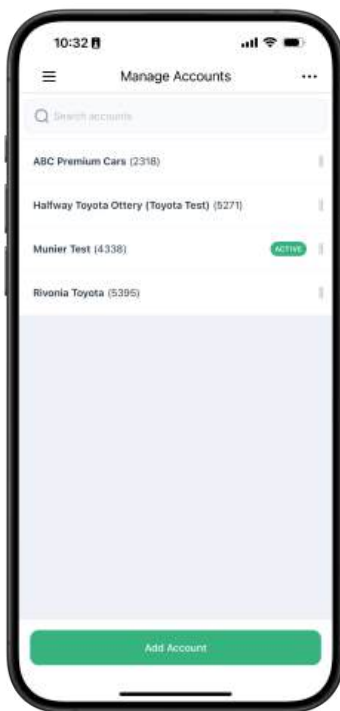 10:32
Manage Accounts
Search accounts
ABC Premium Cars (2318)
Halfway Toyota Ottery (Toyota Test) (5271)
Munier Test (4338)
ACTIVE
Rivonia Toyota (5395)
Add Account